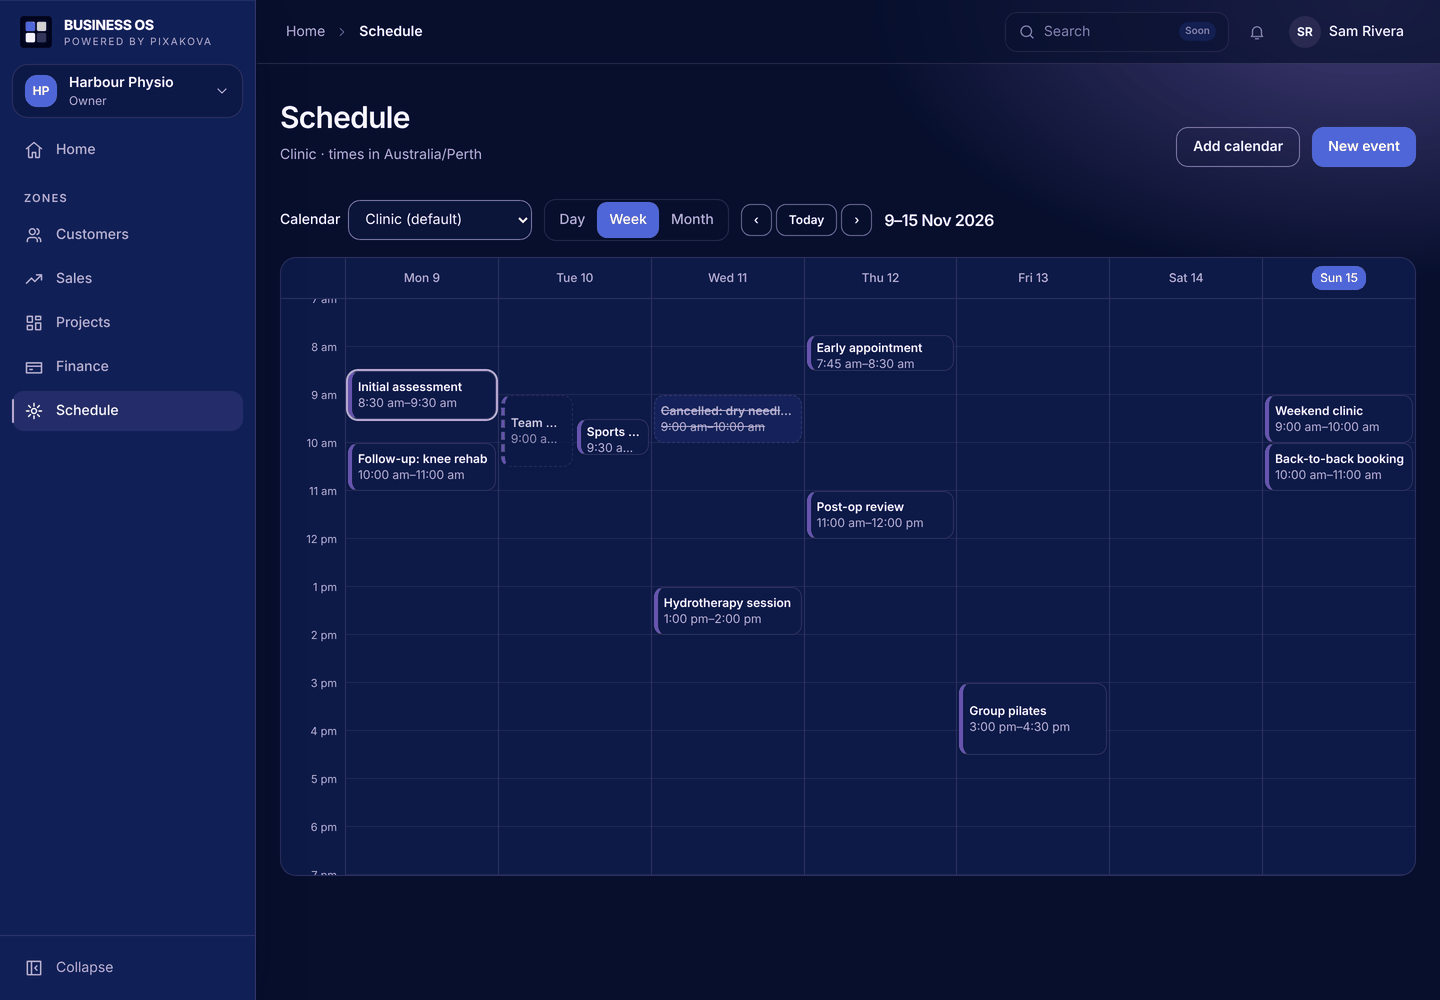 BUSINESS OS
POWERED BY PIXAKOVA
HP
Harbour Physio
Owner
Home
ZONES
Customers
Sales
Projects
Finance
Schedule
Collapse
Home › Schedule
Search
Soon
SR
Sam Rivera
Schedule
Clinic · times in Australia/Perth
Add calendar
New event
Calendar
Clinic (default)
Day
Week
Month
‹
Today
›
9–15 Nov 2026
Mon 9
Tue 10
Wed 11
Thu 12
Fri 13
Sat 14
Sun 15
7 am
8 am
9 am
10 am
11 am
12 pm
1 pm
2 pm
3 pm
4 pm
5 pm
6 pm
7 pm
Initial assessment
8:30 am–9:30 am
Follow-up: knee rehab
10:00 am–11:00 am
Team ...
9:00 a...
Sports ...
9:30 a...
Cancelled: dry needl...
9:00 am–10:00 am
Hydrotherapy session
1:00 pm–2:00 pm
Early appointment
7:45 am–8:30 am
Post-op review
11:00 am–12:00 pm
Group pilates
3:00 pm–4:30 pm
Weekend clinic
9:00 am–10:00 am
Back-to-back booking
10:00 am–11:00 am